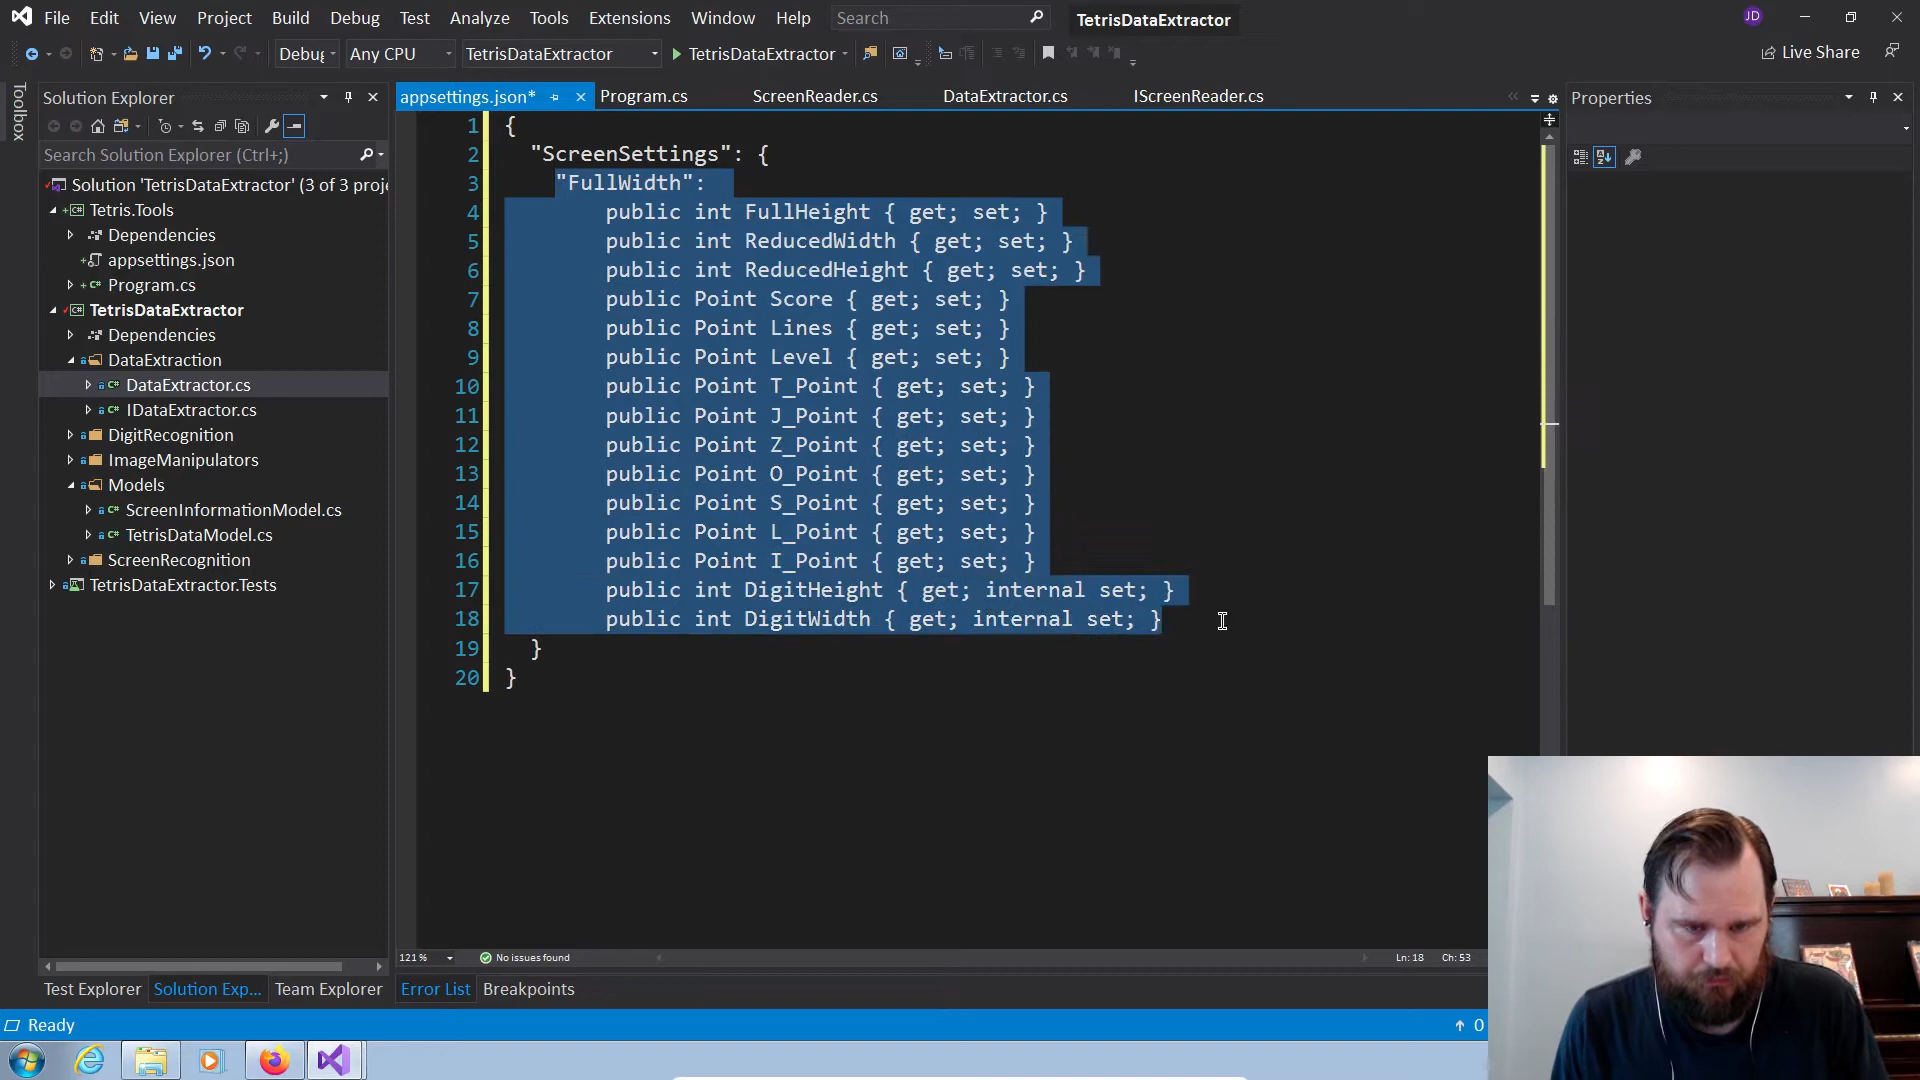 File Edit View Project Build Debug Test Analyze Tools Extensions Window Help Search TetrisDataExtractor JD
Debug Any CPU TetrisDataExtractor TetrisDataExtractor Live Share
Toolbox
Solution Explorer
Search Solution Explorer (Ctrl+;)
Solution 'TetrisDataExtractor' (3 of 3 proje
Tetris.Tools
Dependencies
appsettings.json
Program.cs
TetrisDataExtractor
Dependencies
DataExtraction
DataExtractor.cs
IDataExtractor.cs
DigitRecognition
ImageManipulators
Models
ScreenInformationModel.cs
TetrisDataModel.cs
ScreenRecognition
TetrisDataExtractor.Tests
appsettings.json* Program.cs ScreenReader.cs DataExtractor.cs IScreenReader.cs
1 {
2 "ScreenSettings": {
3 "FullWidth":
4 public int FullHeight { get; set; }
5 public int ReducedWidth { get; set; }
6 public int ReducedHeight { get; set; }
7 public Point Score { get; set; }
8 public Point Lines { get; set; }
9 public Point Level { get; set; }
10 public Point T_Point { get; set; }
11 public Point J_Point { get; set; }
12 public Point Z_Point { get; set; }
13 public Point O_Point { get; set; }
14 public Point S_Point { get; set; }
15 public Point L_Point { get; set; }
16 public Point I_Point { get; set; }
17 public int DigitHeight { get; internal set; }
18 public int DigitWidth { get; internal set; }
19 }
20 }
Properties
121 % No issues found Ln: 18 Ch: 53
Test Explorer Solution Exp... Team Explorer Error List Breakpoints
Ready 0